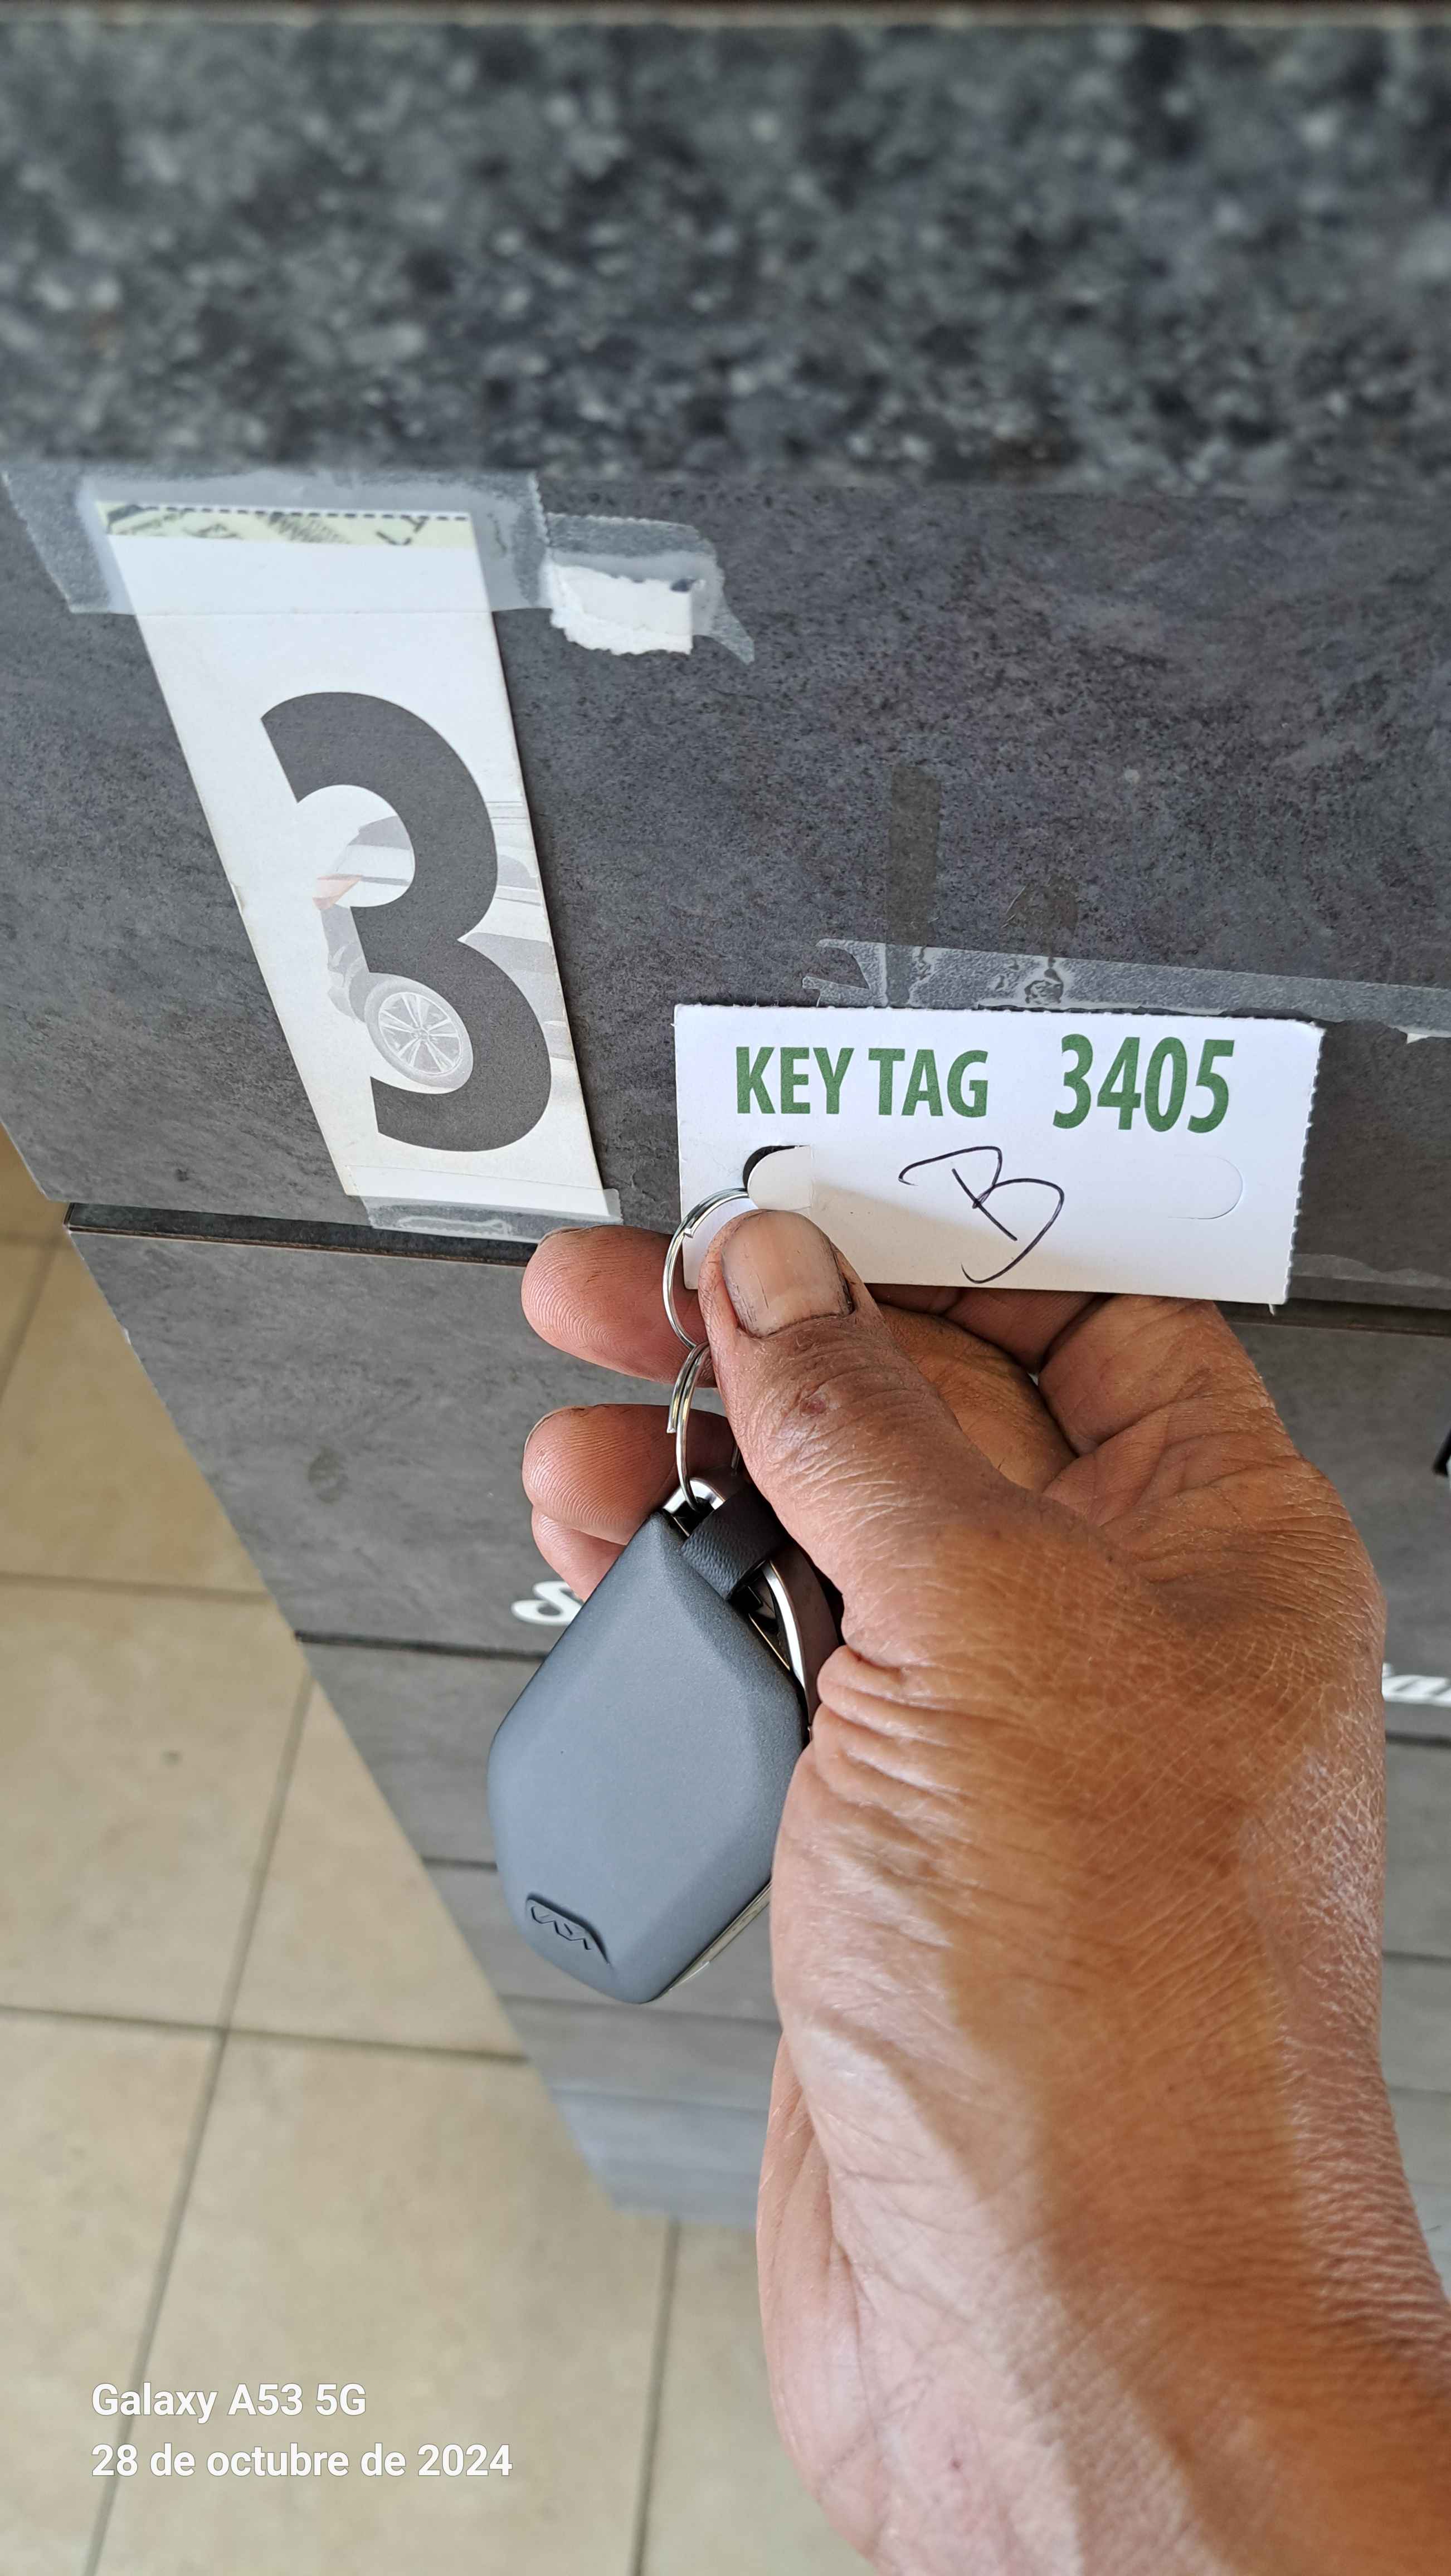 3
KEY TAG 3405
B
Galaxy A53 5G
28 de octubre de 2024